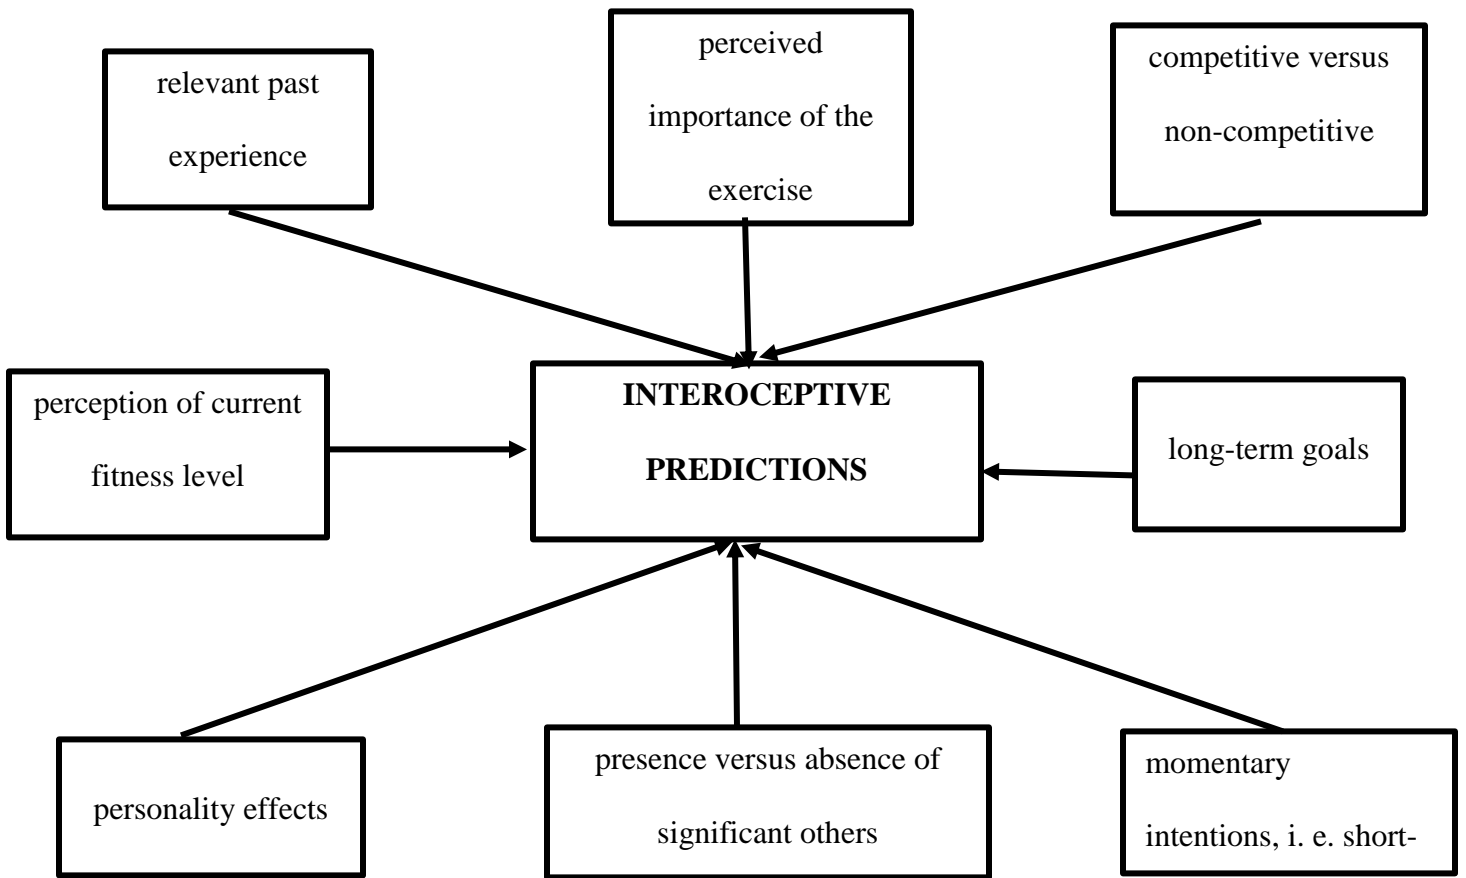 relevant past
experience
perceived
importance of the
exercise
competitive versus
non-competitive
perception of current
fitness level
INTEROCEPTIVE
PREDICTIONS
long-term goals
personality effects
presence versus absence of
significant others
momentary
intentions, i. e. short-